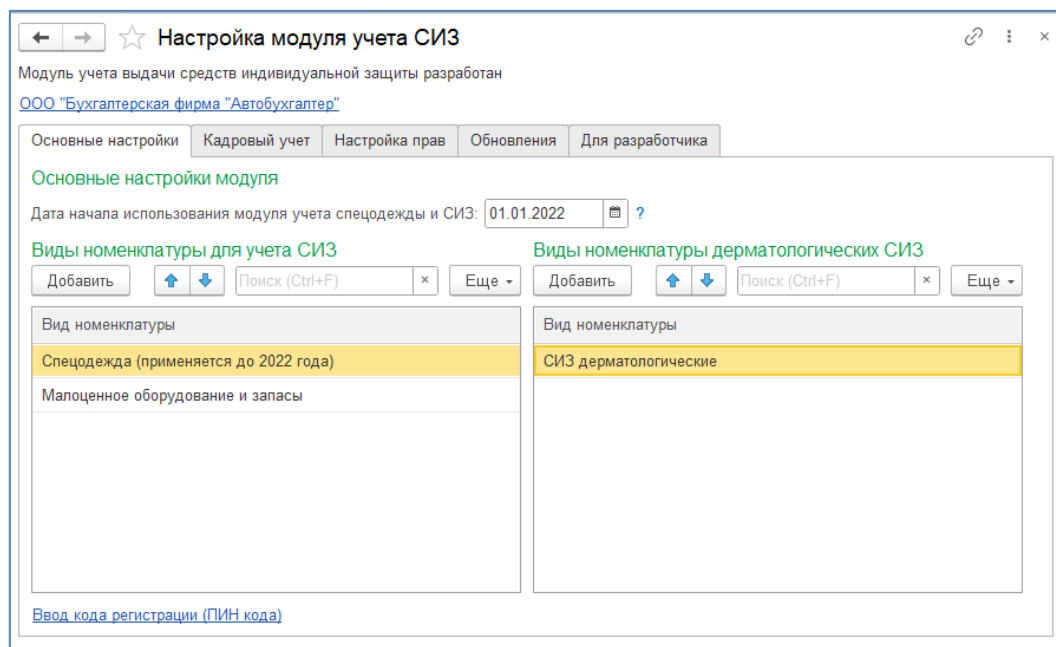 Настройка модуля учета СИЗ
Модуль учета выдачи средств индивидуальной защиты разработан
ООО "Бухгалтерская фирма "Автобухгалтер"
Основные настройки Кадровый учет Настройка прав Обновления Для разработчика
Основные настройки модуля
Дата начала использования модуля учета спецодежды и СИЗ: 01.01.2022 ?
Виды номенклатуры для учета СИЗ Виды номенклатуры дерматологических СИЗ
Добавить Поиск (Ctrl+F) × Еще Добавить Поиск (Ctrl+F) × Еще
Вид номенклатуры Вид номенклатуры
Спецодежда (применяется до 2022 года) СИЗ дерматологические
Малоценное оборудование и запасы
Ввод кода регистрации (ПИН кода)